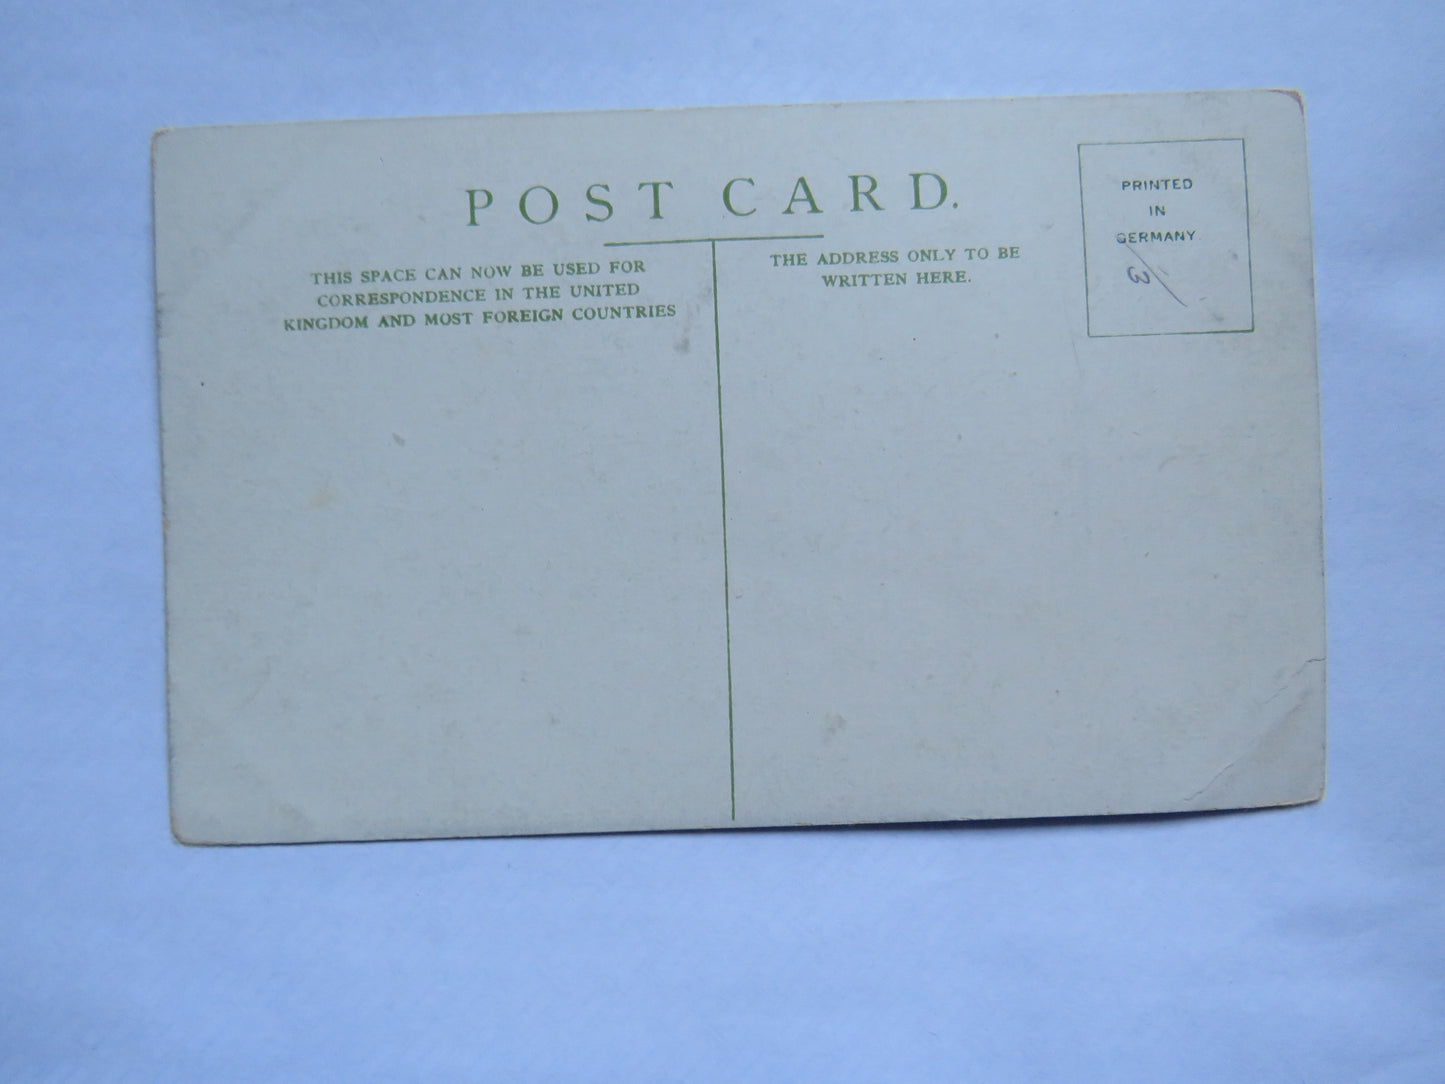 POST CARD.
THIS SPACE CAN NOW BE USED FOR
CORRESPONDENCE IN THE UNITED
KINGDOM AND MOST FOREIGN COUNTRIES
THE ADDRESS ONLY TO BE
WRITTEN HERE.
PRINTED
IN
GERMANY